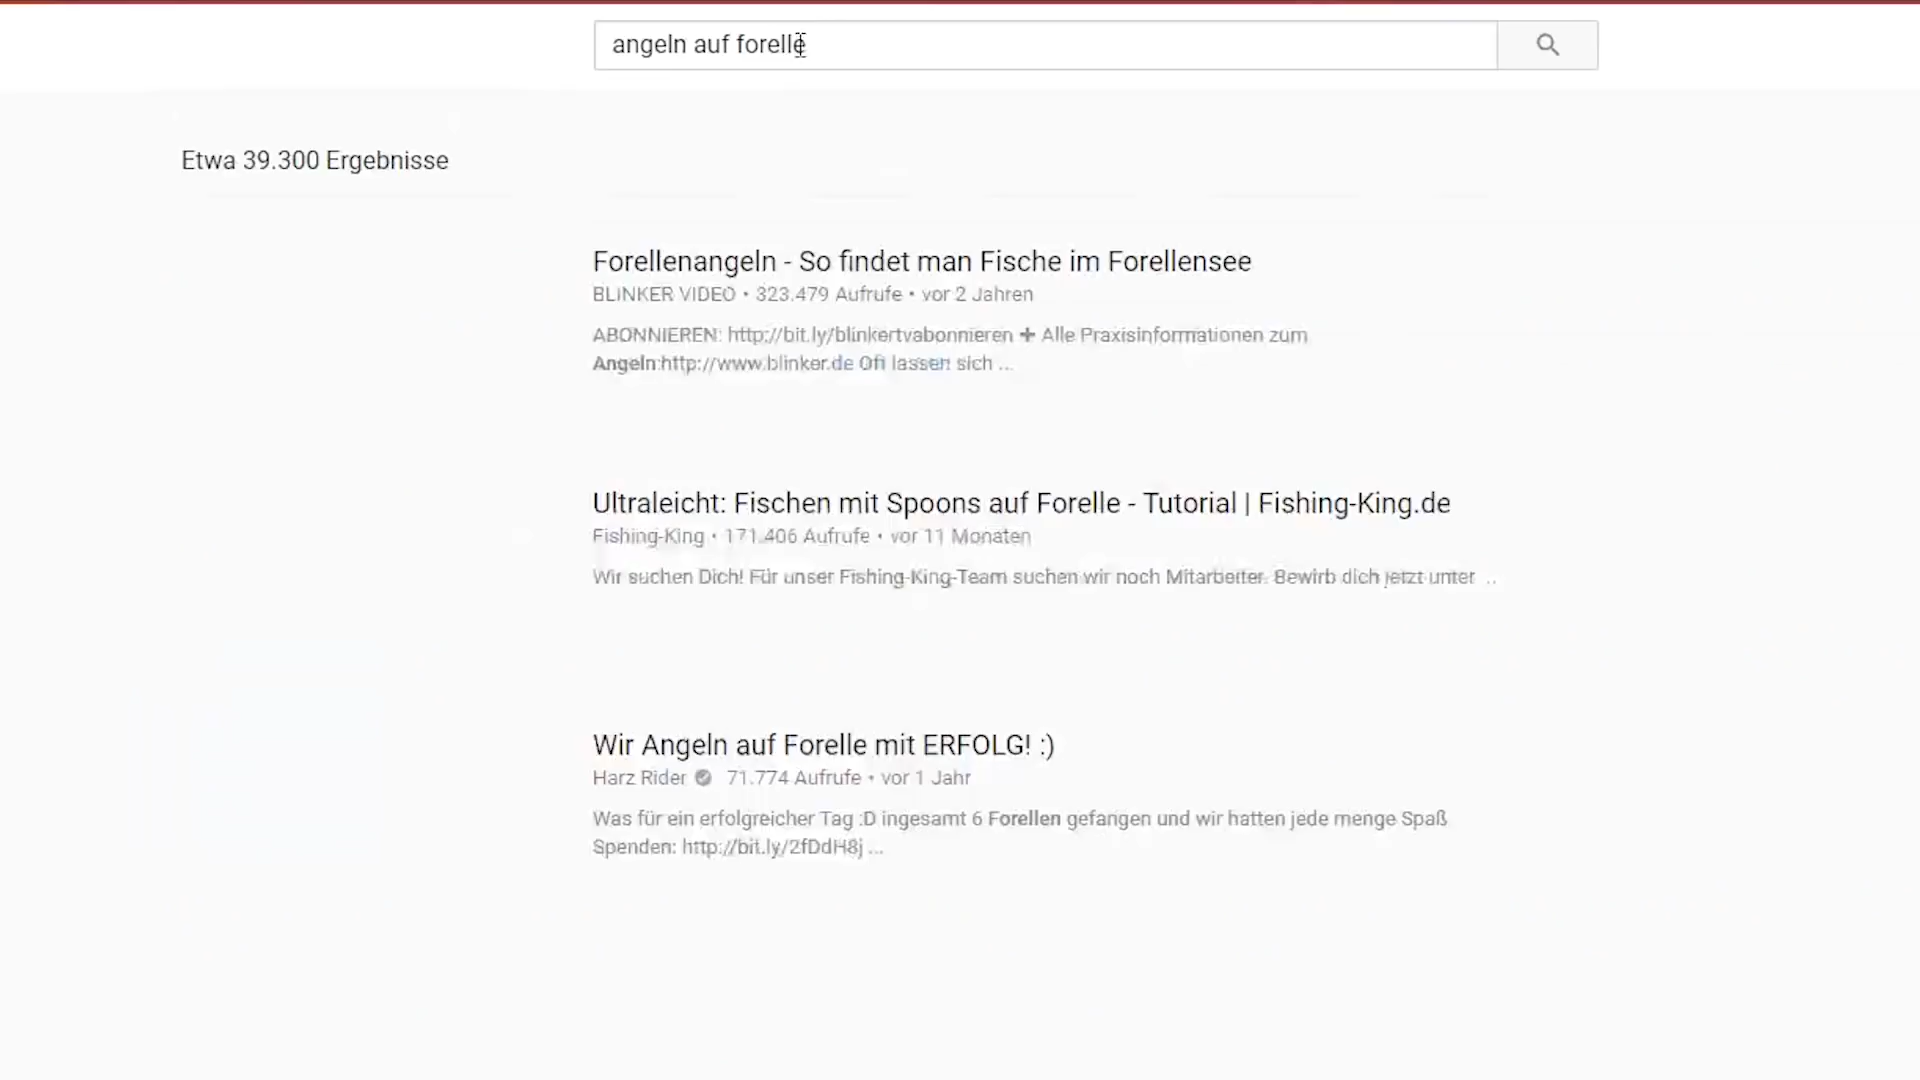 angeln auf forelle
Etwa 39.300 Ergebnisse
Forellenangeln - So findet man Fische im Forellensee
BLINKER VIDEO • 323.479 Aufrufe • vor 2 Jahren
ABONNIEREN: http://bit.ly/blinkertvabonnieren ✚ Alle Praxisinformationen zum
Angeln:http://www.blinker.de Oft lassen sich ...
Ultraleicht: Fischen mit Spoons auf Forelle - Tutorial | Fishing-King.de
Fishing-King • 171.406 Aufrufe • vor 11 Monaten
Wir suchen Dich! Für unser Fishing-King-Team suchen wir noch Mitarbeiter. Bewirb dich jetzt unter ...
Wir Angeln auf Forelle mit ERFOLG! :)
Harz Rider 71.774 Aufrufe • vor 1 Jahr
Was für ein erfolgreicher Tag :D ingesamt 6 Forellen gefangen und wir hatten jede menge Spaß
Spenden: http://bit.ly/2fDdH8j ...